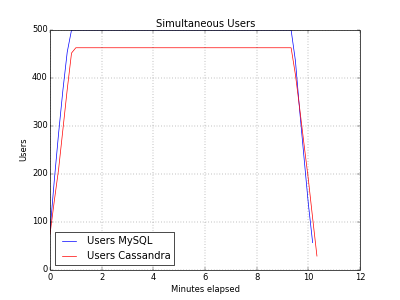 Simultaneous Users
500
400
300
200
100
0
Users
0 2 4 6 8 10 12
Minutes elapsed
Users MySQL
Users Cassandra